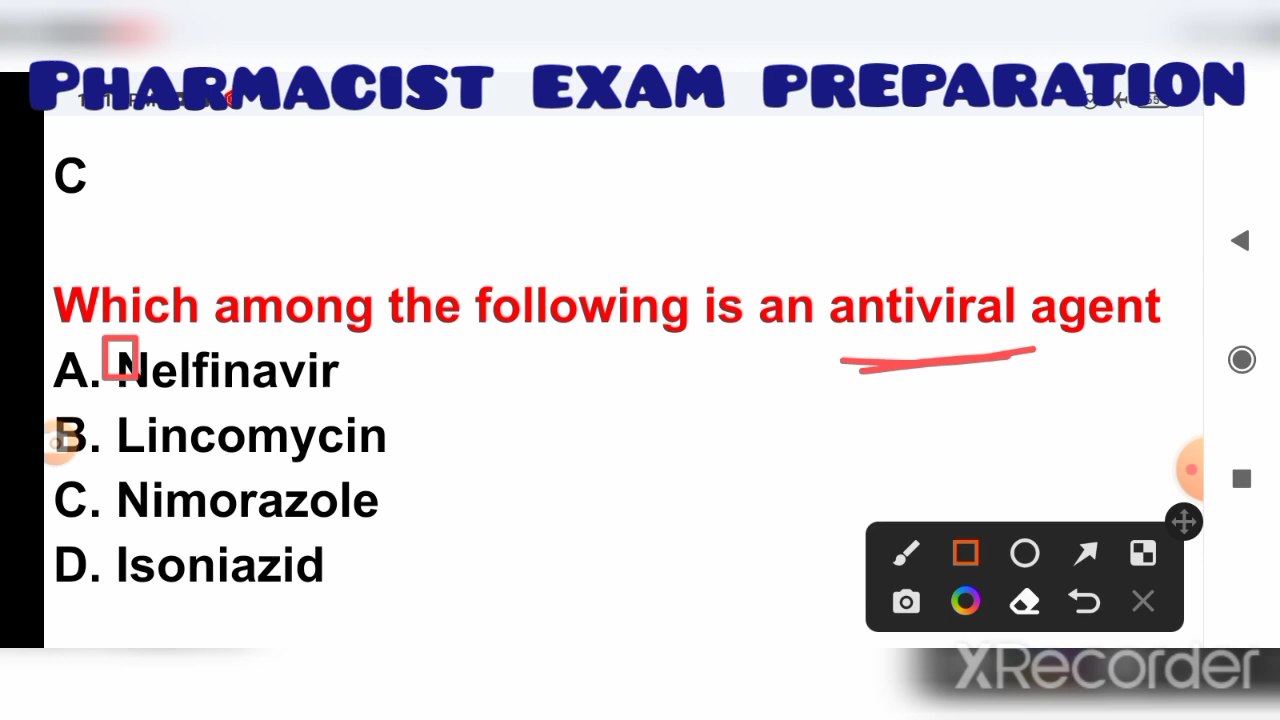 PHARMACIST EXAM PREPARATION
C
Which among the following is an antiviral agent
A. Nelfinavir
B. Lincomycin
C. Nimorazole
D. Isoniazid
XRecorder